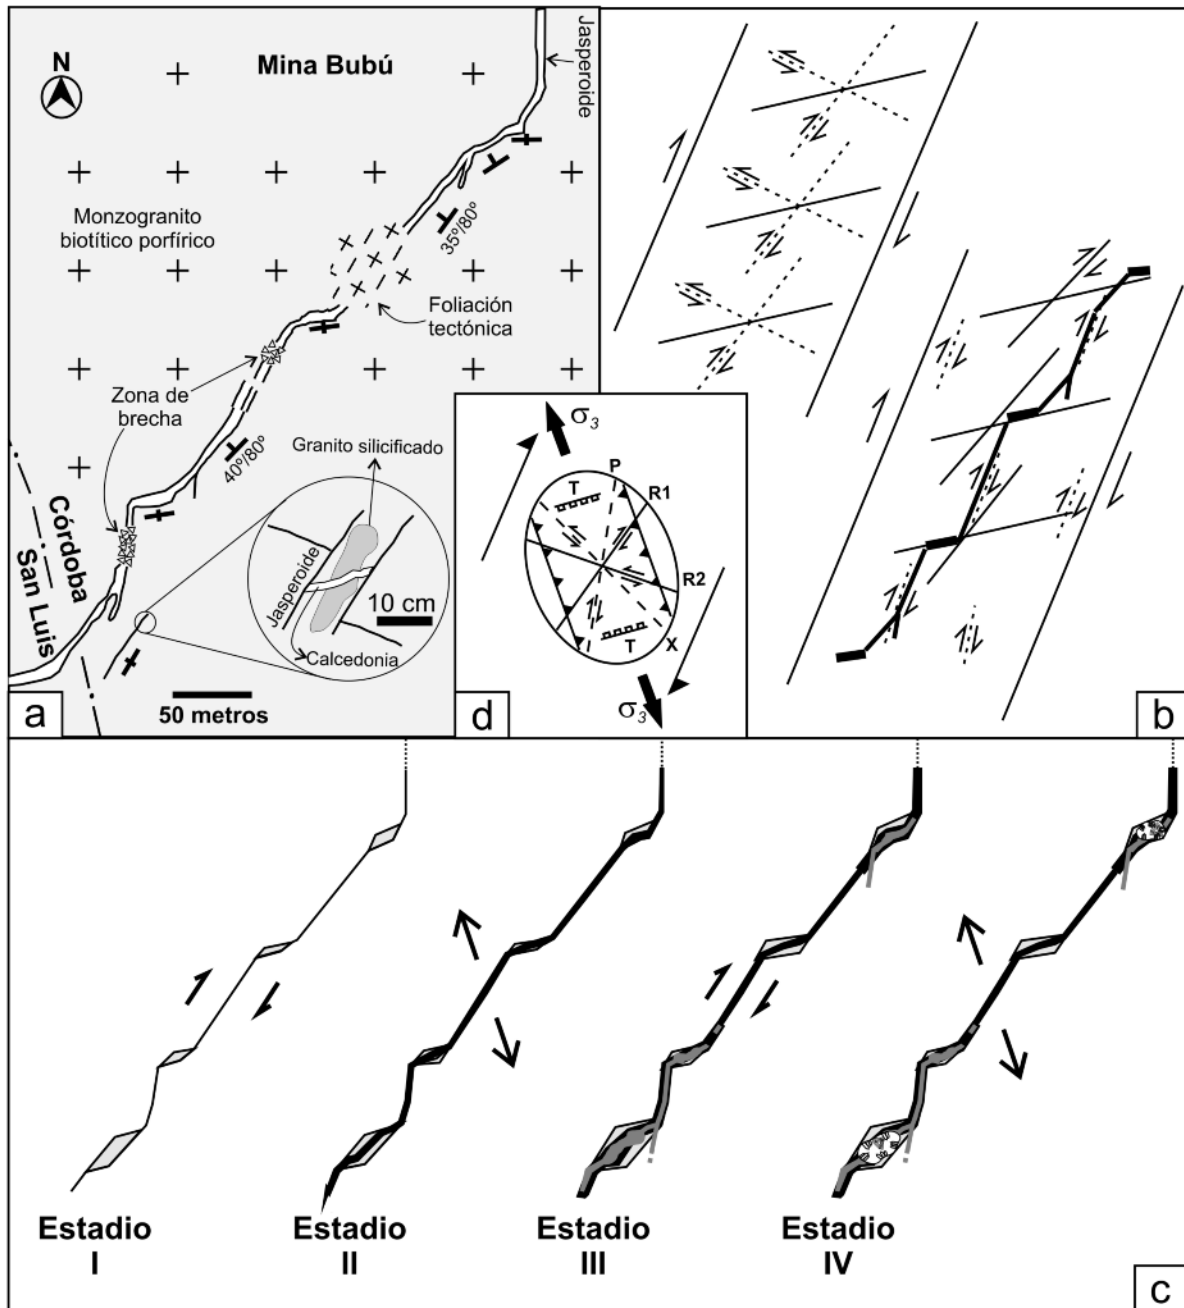 N
Mina Bubú
Jasperoide
Monzogranito
biotítico porfírico
35°/80°
Foliación
tectónica
Zona de
brecha
40°/80°
Granito silicificado
Jasperoide
10 cm
Calcedonia
Córdoba
San Luis
50 metros
a
σ3
P
R1
T
R2
T
X
σ3
d
b
Estadio
I
Estadio
II
Estadio
III
Estadio
IV
c